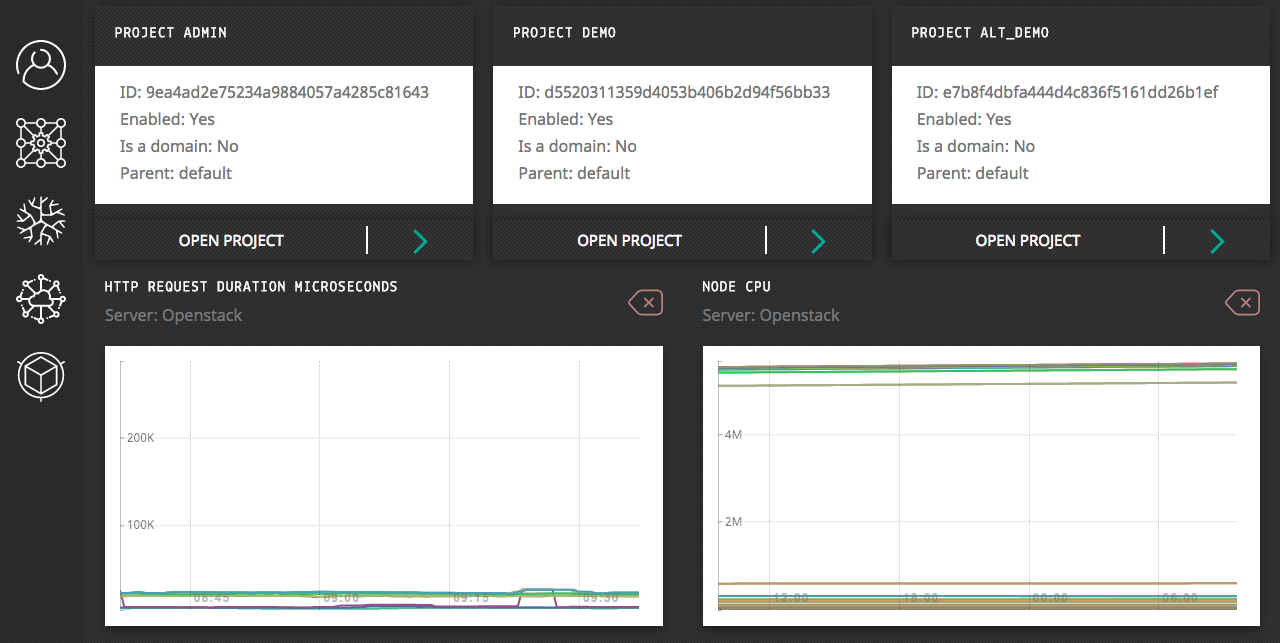 PROJECT ADMIN
ID: 9ea4ad2e75234a9884057a4285c81643
Enabled: Yes
Is a domain: No
Parent: default
OPEN PROJECT
PROJECT DEMO
ID: d5520311359d4053b406b2d94f56bb33
Enabled: Yes
Is a domain: No
Parent: default
OPEN PROJECT
PROJECT ALT_DEMO
ID: e7b8f4dbfa444d4c836f5161dd26b1ef
Enabled: Yes
Is a domain: No
Parent: default
OPEN PROJECT
HTTP REQUEST DURATION MICROSECONDS
Server: Openstack
200K
100K
08:45 09:00 09:15 09:30
NODE CPU
Server: Openstack
4M
2M
12:00 18:00 00:00 06:00